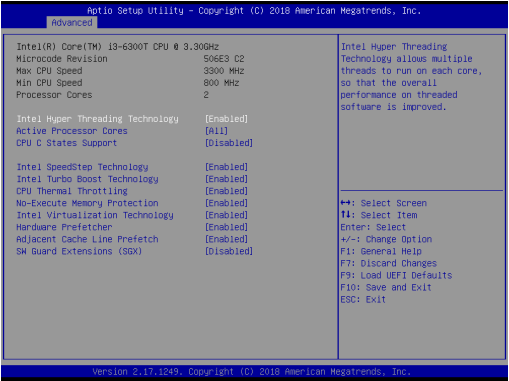 Aptio Setup Utility – Copyright (C) 2018 American Megatrends, Inc.
Advanced
Intel(R) Core(TM) i3-6300T CPU @ 3.30GHz
Microcode Revision 506E3 C2
Max CPU Speed 3300 MHz
Min CPU Speed 800 MHz
Processor Cores 2
Intel Hyper Threading Technology [Enabled]
Active Processor Cores [All]
CPU C States Support [Disabled]
Intel SpeedStep Technology [Enabled]
Intel Turbo Boost Technology [Enabled]
CPU Thermal Throttling [Enabled]
No-Execute Memory Protection [Enabled]
Intel Virtualization Technology [Enabled]
Hardware Prefetcher [Enabled]
Adjacent Cache Line Prefetch [Enabled]
SW Guard Extensions (SGX) [Disabled]
Intel Hyper Threading
Technology allows multiple
threads to run on each core,
so that the overall
performance on threaded
software is improved.
↔: Select Screen
↑↓: Select Item
Enter: Select
+/-: Change Option
F1: General Help
F7: Discard Changes
F9: Load UEFI Defaults
F10: Save and Exit
ESC: Exit
Version 2.17.1249. Copyright (C) 2018 American Megatrends, Inc.